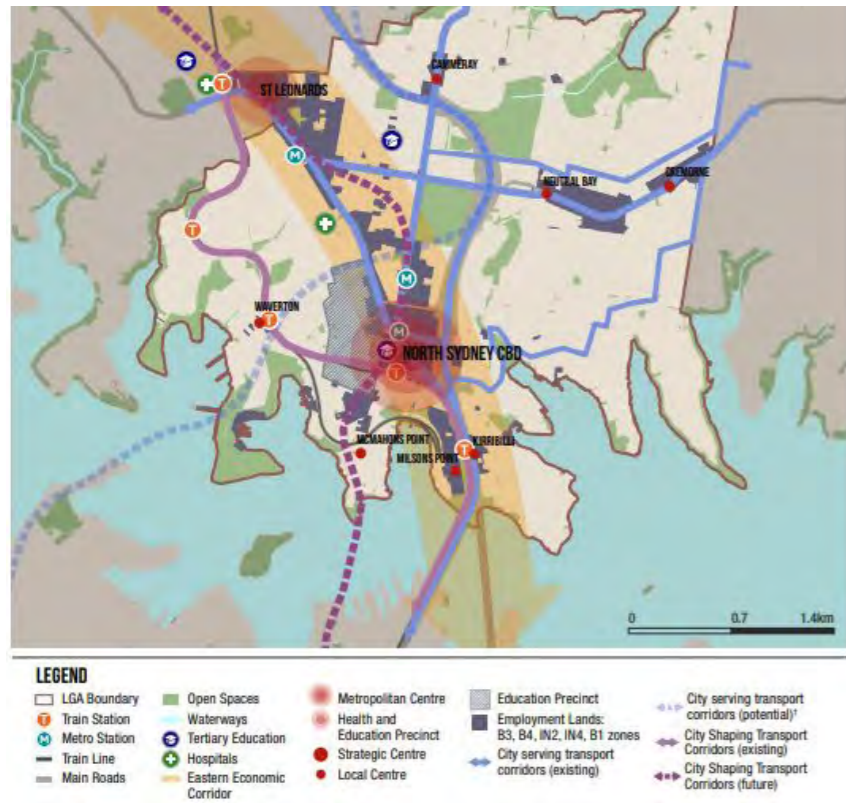 CAMMERAY
ST LEONARDS
T
M
NEUTRAL BAY
CREMORNE
T
M
WAVERTON
T
M
NORTH SYDNEY CBD
T
MCMAHONS POINT
T
KIRRIBILLI
MILSONS POINT
0 0.7 1.4km
LEGEND
LGA Boundary
T Train Station
M Metro Station
Train Line
Main Roads
Open Spaces
Waterways
Tertiary Education
Hospitals
Eastern Economic
Corridor
Metropolitan Centre
Health and
Education Precinct
Strategic Centre
Local Centre
Education Precinct
Employment Lands:
B3, B4, IN2, IN4, B1 zones
City serving transport
corridors (existing)
City serving transport
corridors (potential)†
City Shaping Transport
Corridors (existing)
City Shaping Transport
Corridors (future)